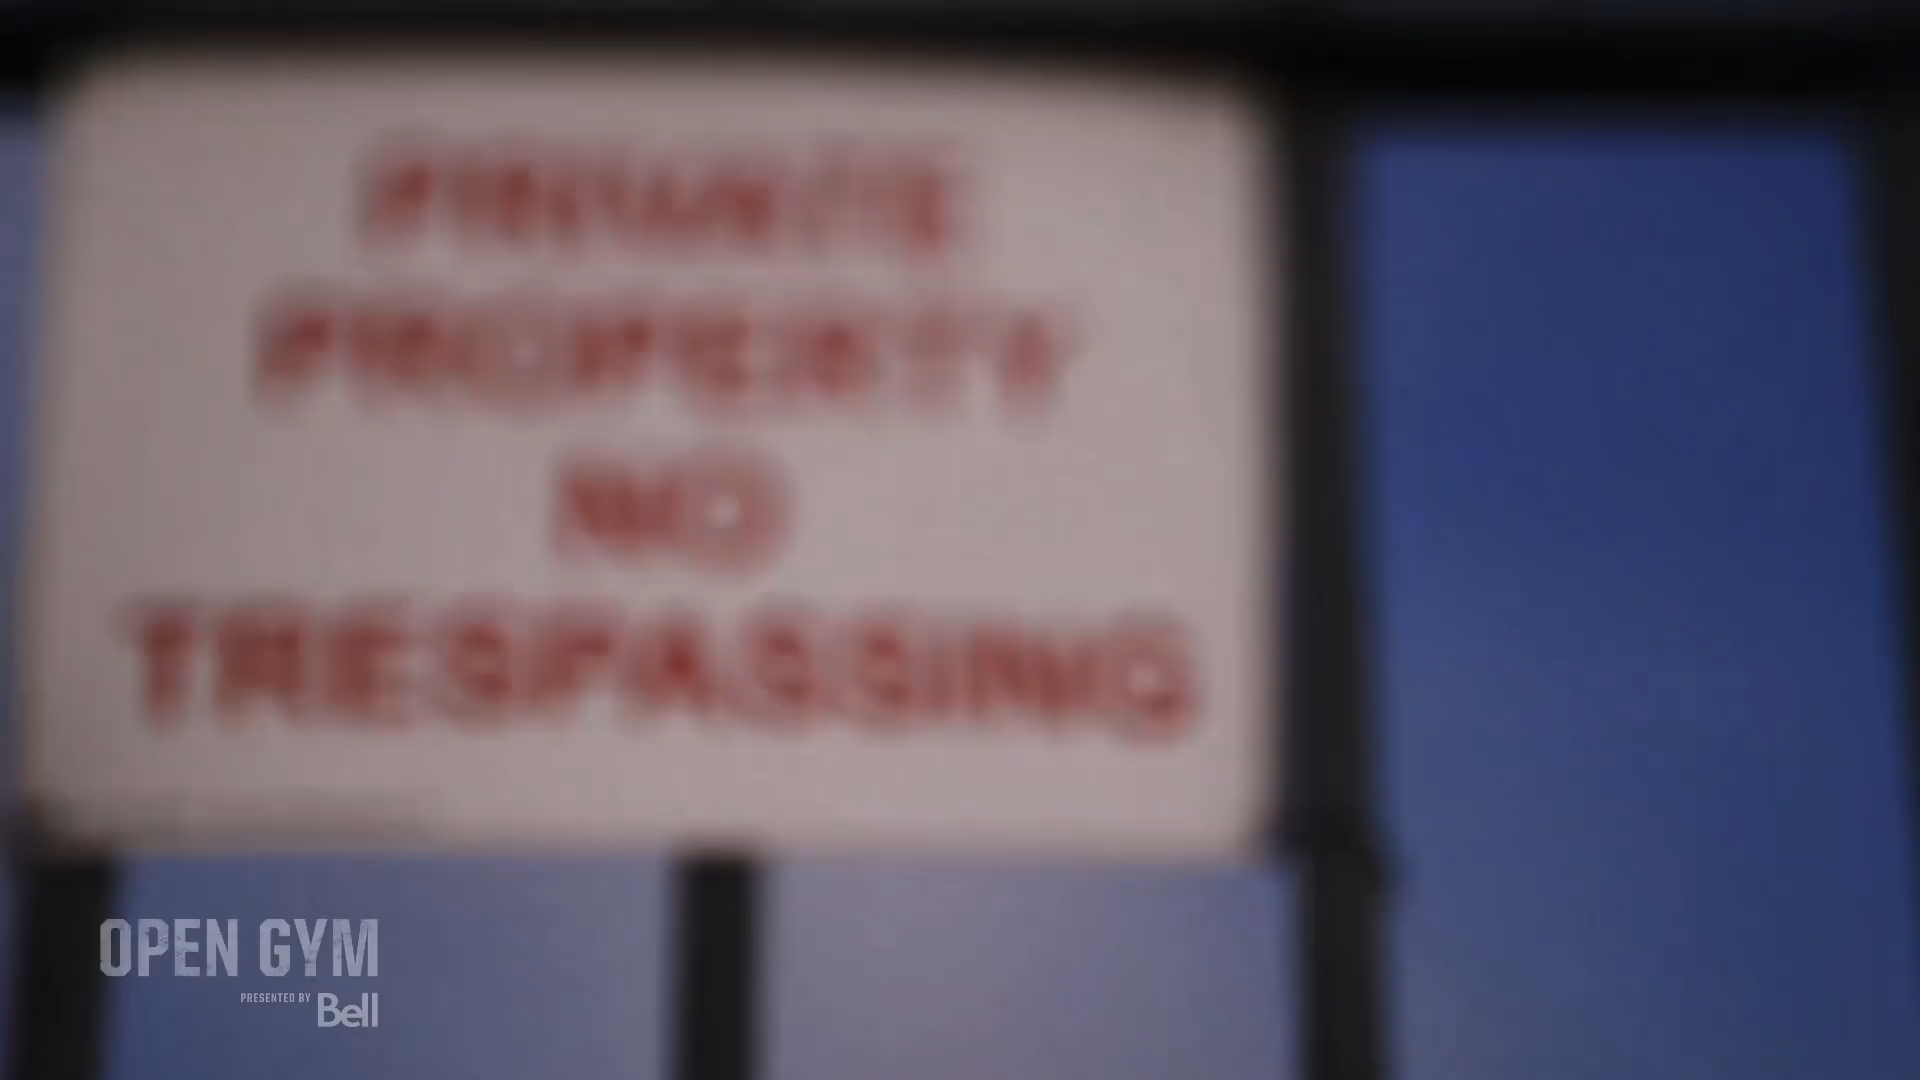 PRIVATE
PROPERTY
NO
TRESPASSING
OPEN GYM
PRESENTED BY Bell